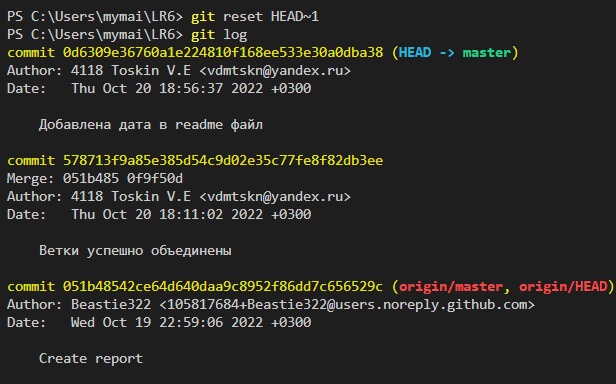 PS C:\Users\mymai\LR6> git reset HEAD~1
PS C:\Users\mymai\LR6> git log
commit 0d6309e36760a1e224810f168ee533e30a0dba38 (HEAD -> master)
Author: 4118 Toskin V.E <vdmtskn@yandex.ru>
Date:   Thu Oct 20 18:56:37 2022 +0300
    Добавлена дата в readme файл
commit 578713f9a85e385d54c9d02e35c77fe8f82db3ee
Merge: 051b485 0f9f50d
Author: 4118 Toskin V.E <vdmtskn@yandex.ru>
Date:   Thu Oct 20 18:11:02 2022 +0300
    Ветки успешно объединены
commit 051b48542ce64d640daa9c8952f86dd7c656529c (origin/master, origin/HEAD)
Author: Beastie322 <105817684+Beastie322@users.noreply.github.com>
Date:   Wed Oct 19 22:59:06 2022 +0300
    Create report